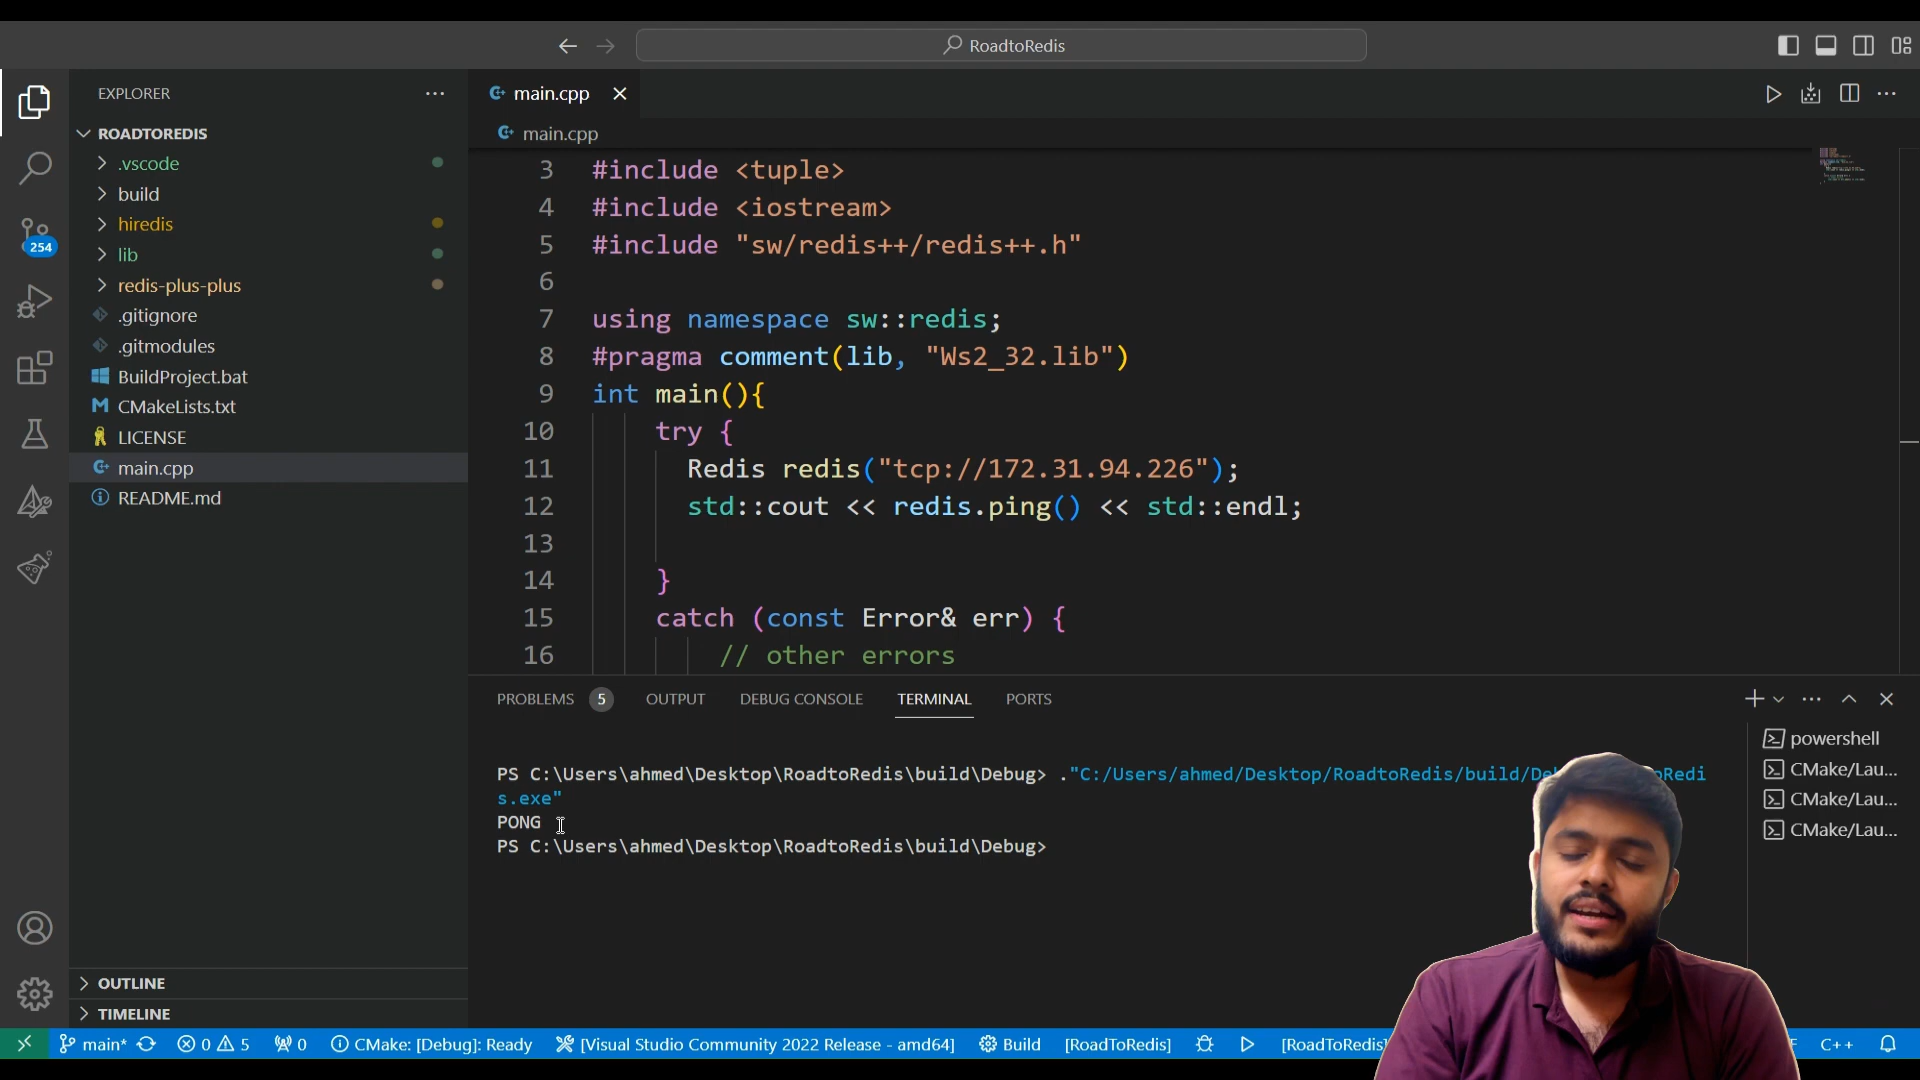 RoadtoRedis
EXPLORER
ROADTOREDIS
.vscode
build
hiredis
lib
redis-plus-plus
.gitignore
.gitmodules
BuildProject.bat
CMakeLists.txt
LICENSE
main.cpp
README.md
OUTLINE
TIMELINE
254
main.cpp
main.cpp
3 #include <tuple>
4 #include <iostream>
5 #include "sw/redis++/redis++.h"
6
7 using namespace sw::redis;
8 #pragma comment(lib, "Ws2_32.lib")
9 int main(){
10 try {
11 Redis redis("tcp://172.31.94.226");
12 std::cout << redis.ping() << std::endl;
13
14 }
15 catch (const Error& err) {
16 // other errors
PROBLEMS 5 OUTPUT DEBUG CONSOLE TERMINAL PORTS
PS C:\Users\ahmed\Desktop\RoadtoRedis\build\Debug> ."C:/Users/ahmed/Desktop/RoadtoRedis/build/De oRedi
s.exe"
PONG
PS C:\Users\ahmed\Desktop\RoadtoRedis\build\Debug>
powershell
CMake/Lau...
CMake/Lau...
CMake/Lau...
main* 0 5 0 CMake: [Debug]: Ready [Visual Studio Community 2022 Release - amd64] Build [RoadToRedis] [RoadToRedis C++